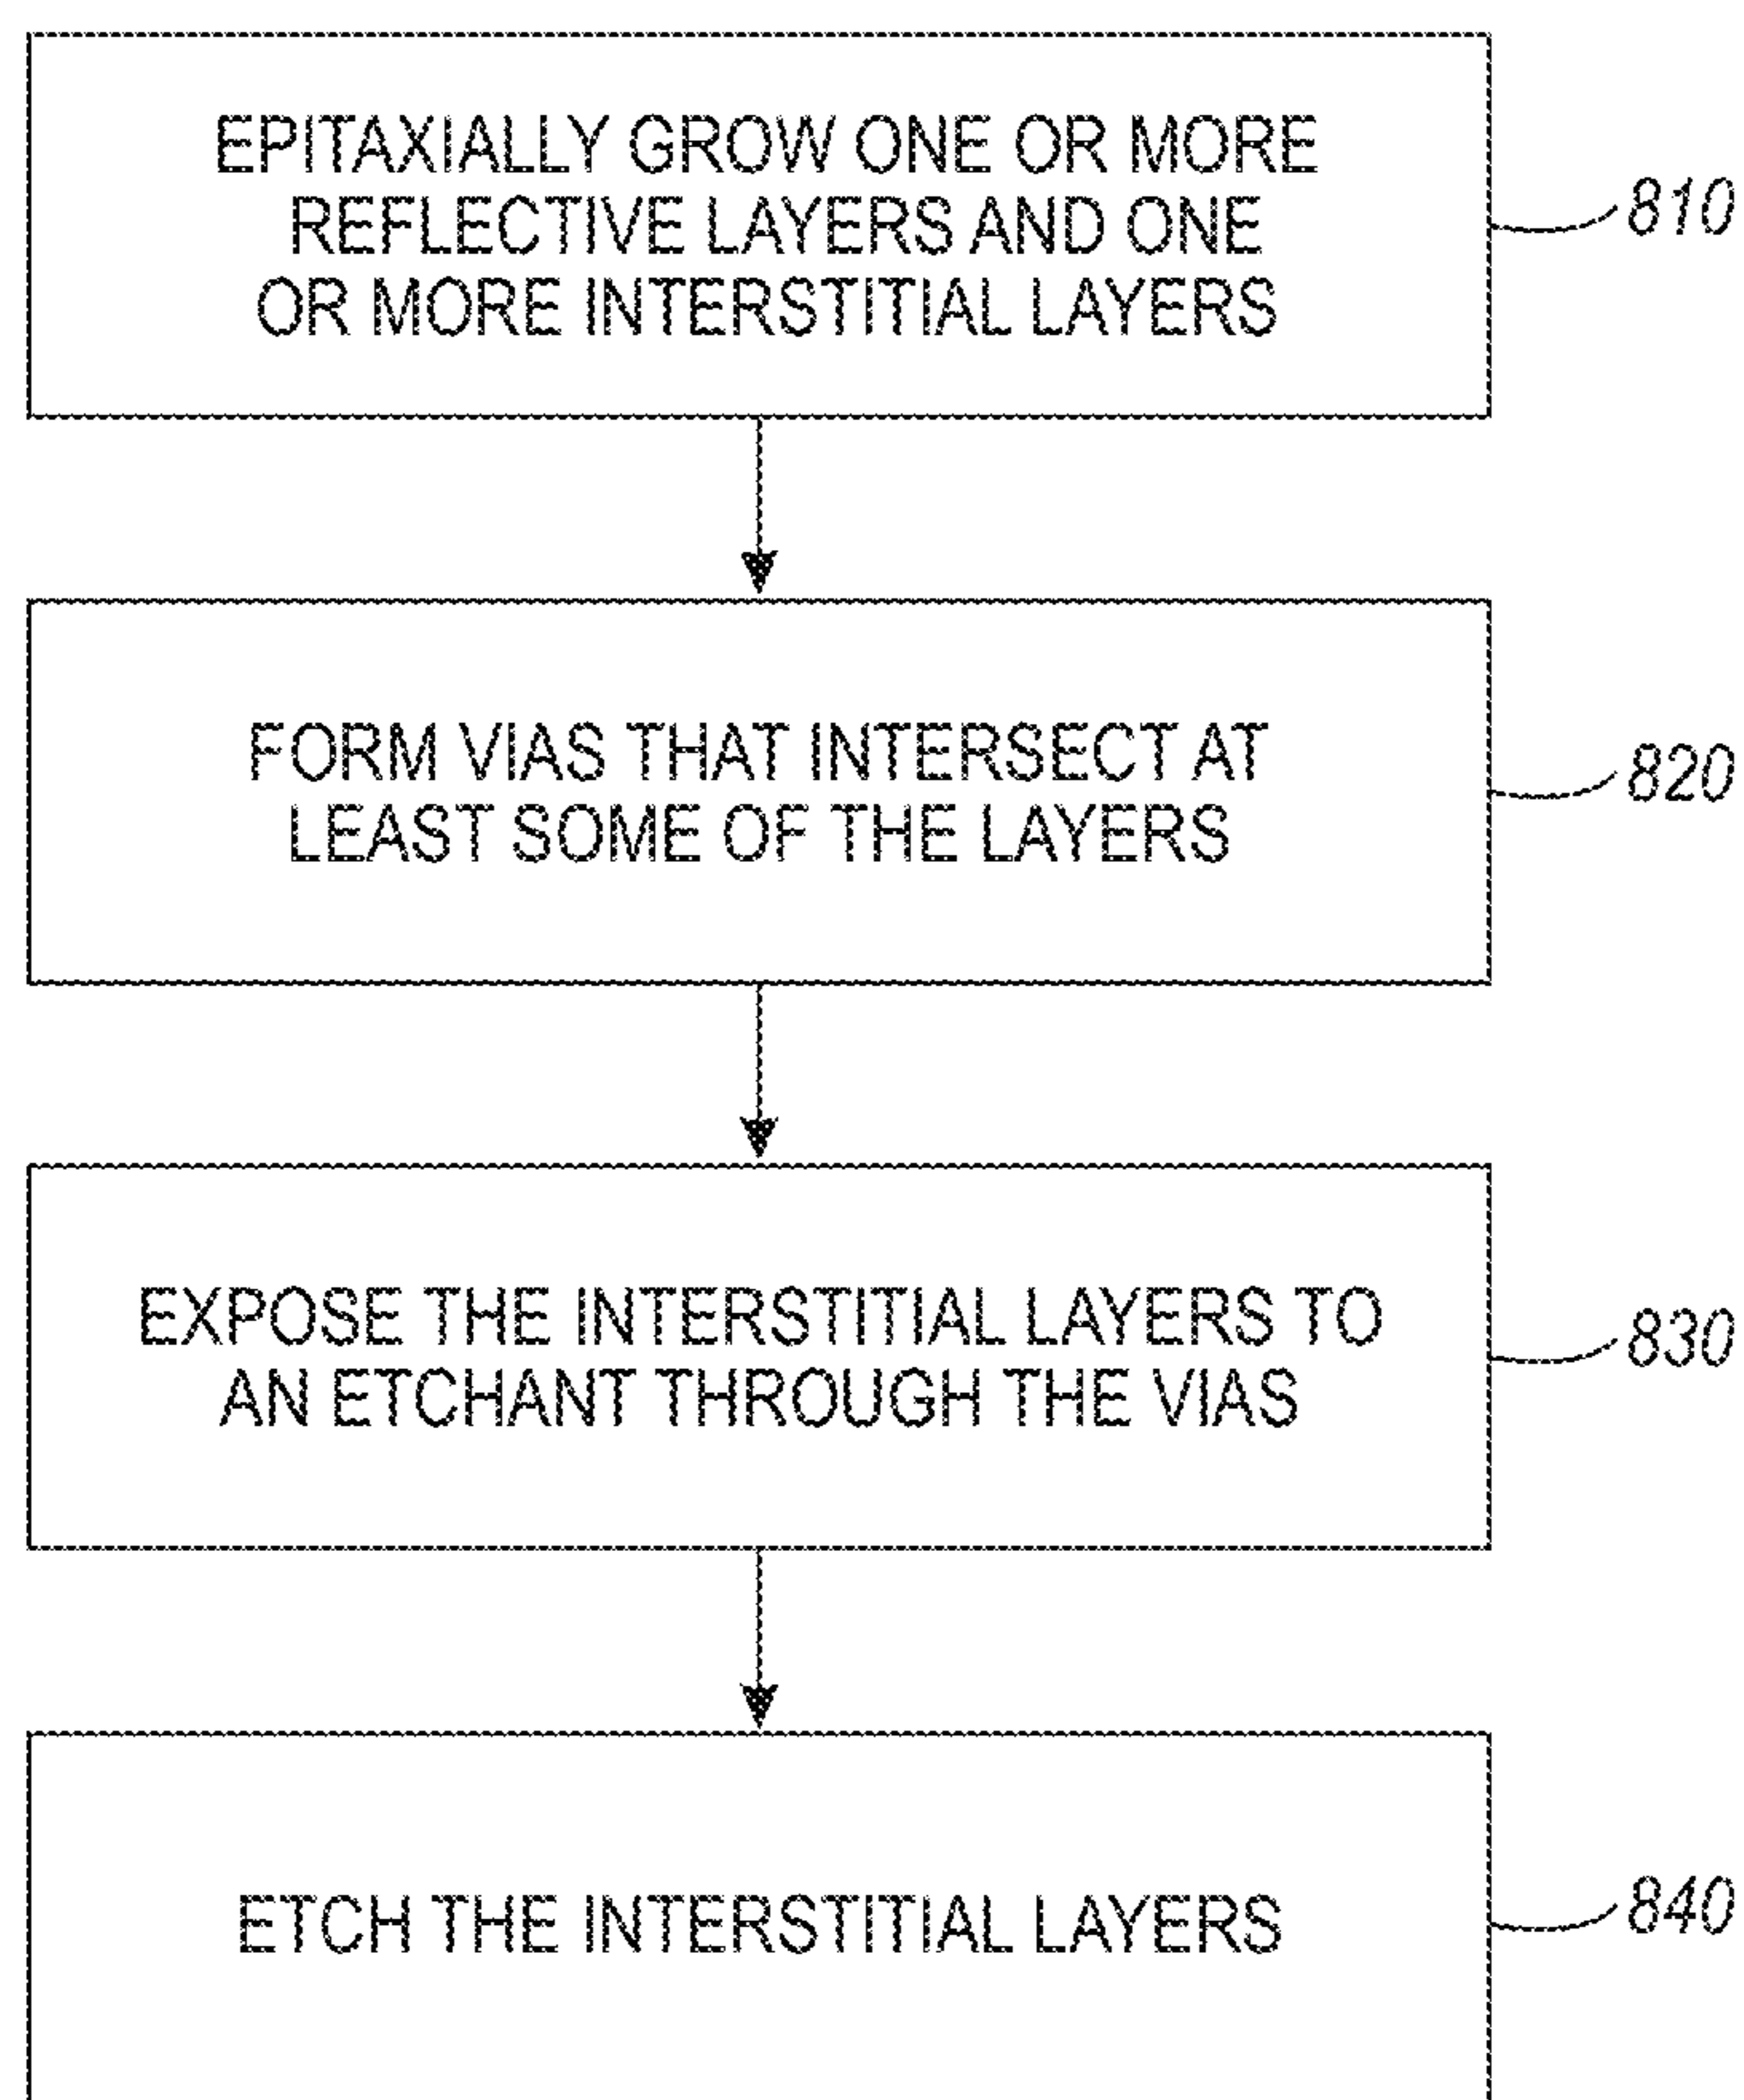 EPITAXIALLY GROW ONE OR MORE
REFLECTIVE LAYERS AND ONE
OR MORE INTERSTITIAL LAYERS
810
FORM VIAS THAT INTERSECT AT
LEAST SOME OF THE LAYERS
820
EXPOSE THE INTERSTITIAL LAYERS TO
AN ETCHANT THROUGH THE VIAS
830
ETCH THE INTERSTITIAL LAYERS
840